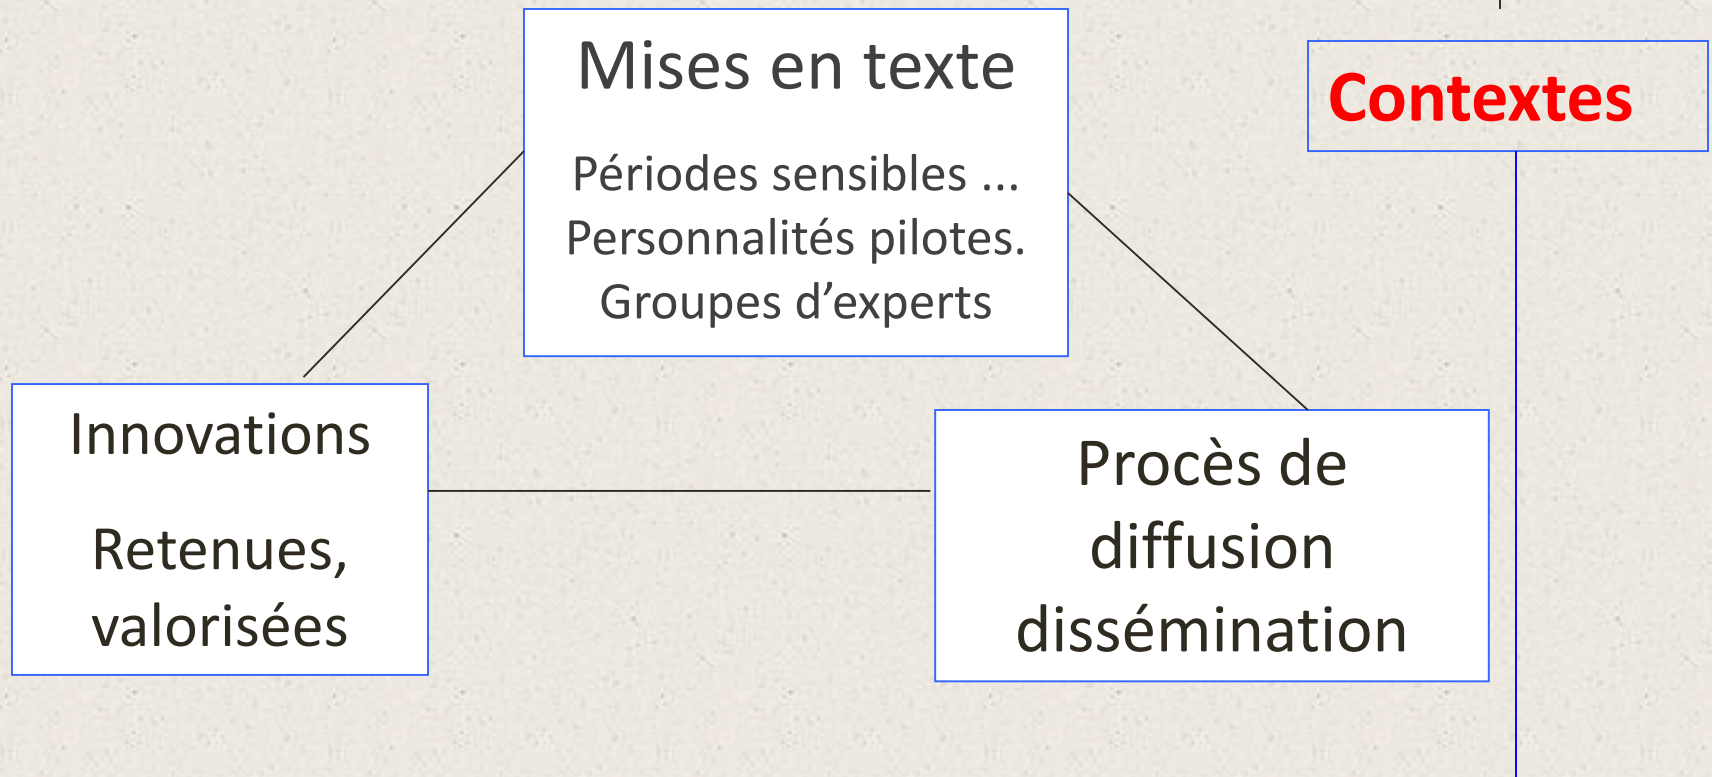 Mises en texte
Périodes sensibles ...
Personnalités pilotes.
Groupes d’experts
Contextes
Innovations
Retenues,
valorisées
Procès de
diffusion
dissémination